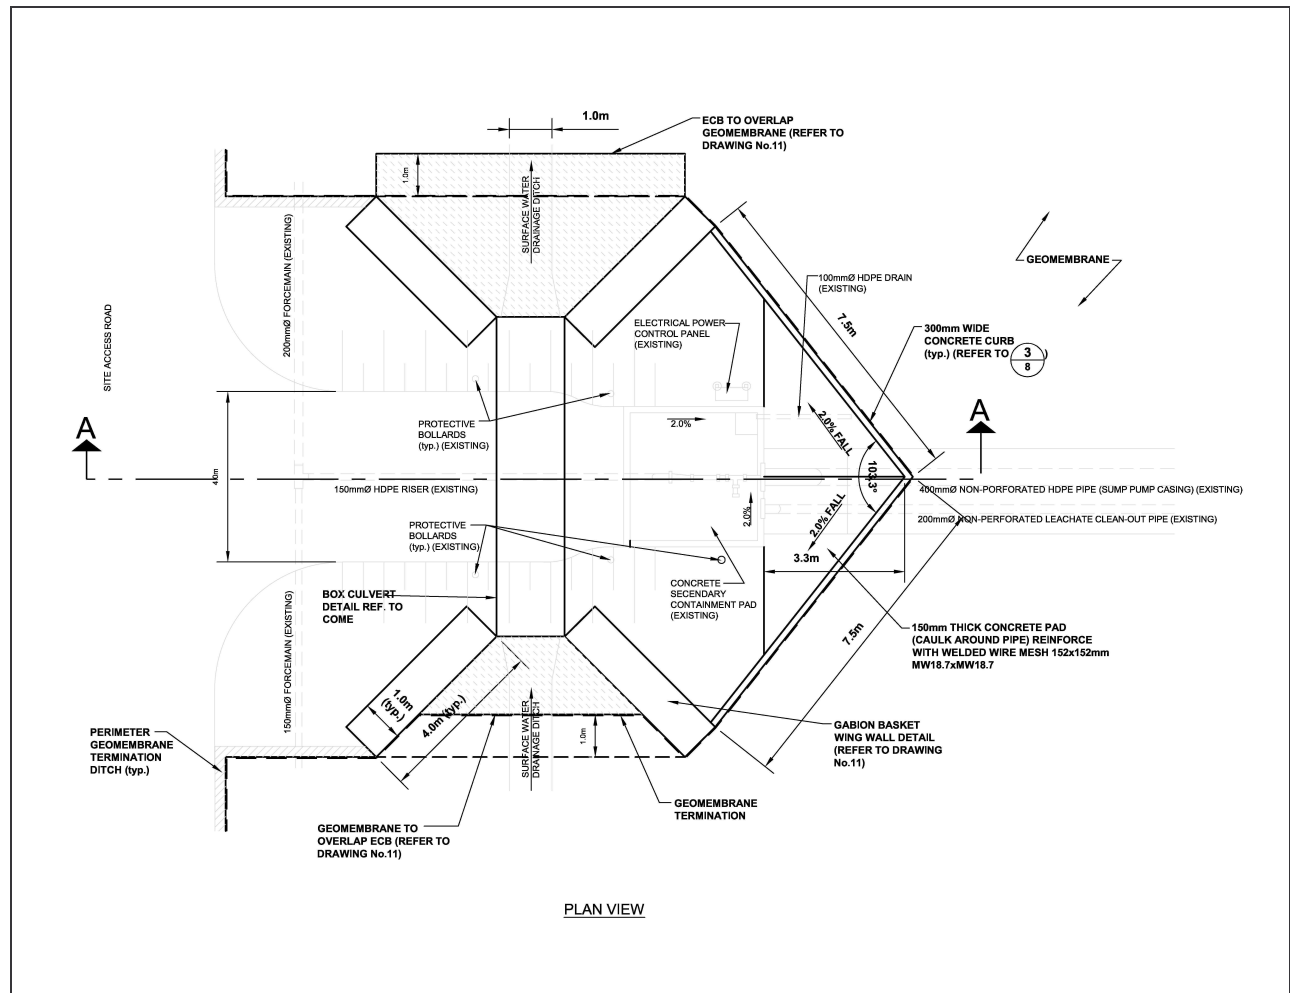 1.0m
ECB TO OVERLAP
GEOMEMBRANE (REFER TO
DRAWING No.11)
1.0m
SURFACE WATER
DRAINAGE DITCH
200mmØ FORCEMAIN (EXISTING)
SITE ACCESS ROAD
GEOMEMBRANE
100mmØ HDPE DRAIN
(EXISTING)
7.5m
ELECTRICAL POWER
CONTROL PANEL
(EXISTING)
300mm WIDE
CONCRETE CURB
(typ.) (REFER TO 3 )
8
A
A
PROTECTIVE
BOLLARDS
(typ.) (EXISTING)
2.0%
2.0% FALL
103.3°
4.0m
150mmØ HDPE RISER (EXISTING)
400mmØ NON-PORFORATED HDPE PIPE (SUMP PUMP CASING) (EXISTING)
200mmØ NON-PERFORATED LEACHATE CLEAN-OUT PIPE (EXISTING)
2.0%
2.0% FALL
PROTECTIVE
BOLLARDS
(typ.) (EXISTING)
3.3m
CONCRETE
SECENDARY
CONTAINMENT PAD
(EXISTING)
BOX CULVERT
DETAIL REF. TO
COME
150mmØ FORCEMAIN (EXISTING)
7.5m
150mm THICK CONCRETE PAD
(CAULK AROUND PIPE) REINFORCE
WITH WELDED WIRE MESH 152x152mm
MW18.7xMW18.7
1.0m
(typ.)
4.0m (typ.)
SURFACE WATER
DRAINAGE DITCH
1.0m
GABION BASKET
WING WALL DETAIL
(REFER TO DRAWING
No.11)
PERIMETER
GEOMEMBRANE
TERMINATION
DITCH (typ.)
GEOMEMBRANE
TERMINATION
GEOMEMBRANE TO
OVERLAP ECB (REFER TO
DRAWING No.11)
PLAN VIEW